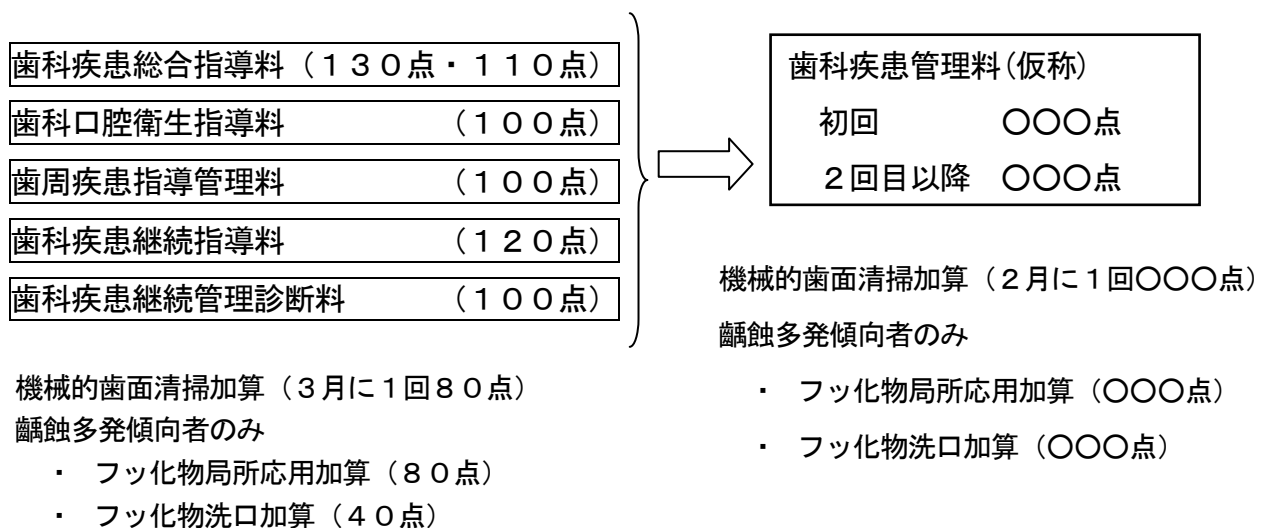 歯科疾患総合指導料（１３０点・１１０点）
歯科口腔衛生指導料　　　　　（１００点）
歯周疾患指導管理料　　　　　（１００点）
歯科疾患継続指導料　　　　　（１２０点）
歯科疾患継続管理診断料　　　（１００点）
機械的歯面清掃加算（３月に１回８０点）
齲蝕多発傾向者のみ
・　フッ化物局所応用加算（８０点）
・　フッ化物洗口加算（４０点）
歯科疾患管理料(仮称)
初回　　　　〇〇〇点
２回目以降　〇〇〇点
機械的歯面清掃加算（２月に１回〇〇〇点）
齲蝕多発傾向者のみ
・　フッ化物局所応用加算（〇〇〇点）
・　フッ化物洗口加算（〇〇〇点）